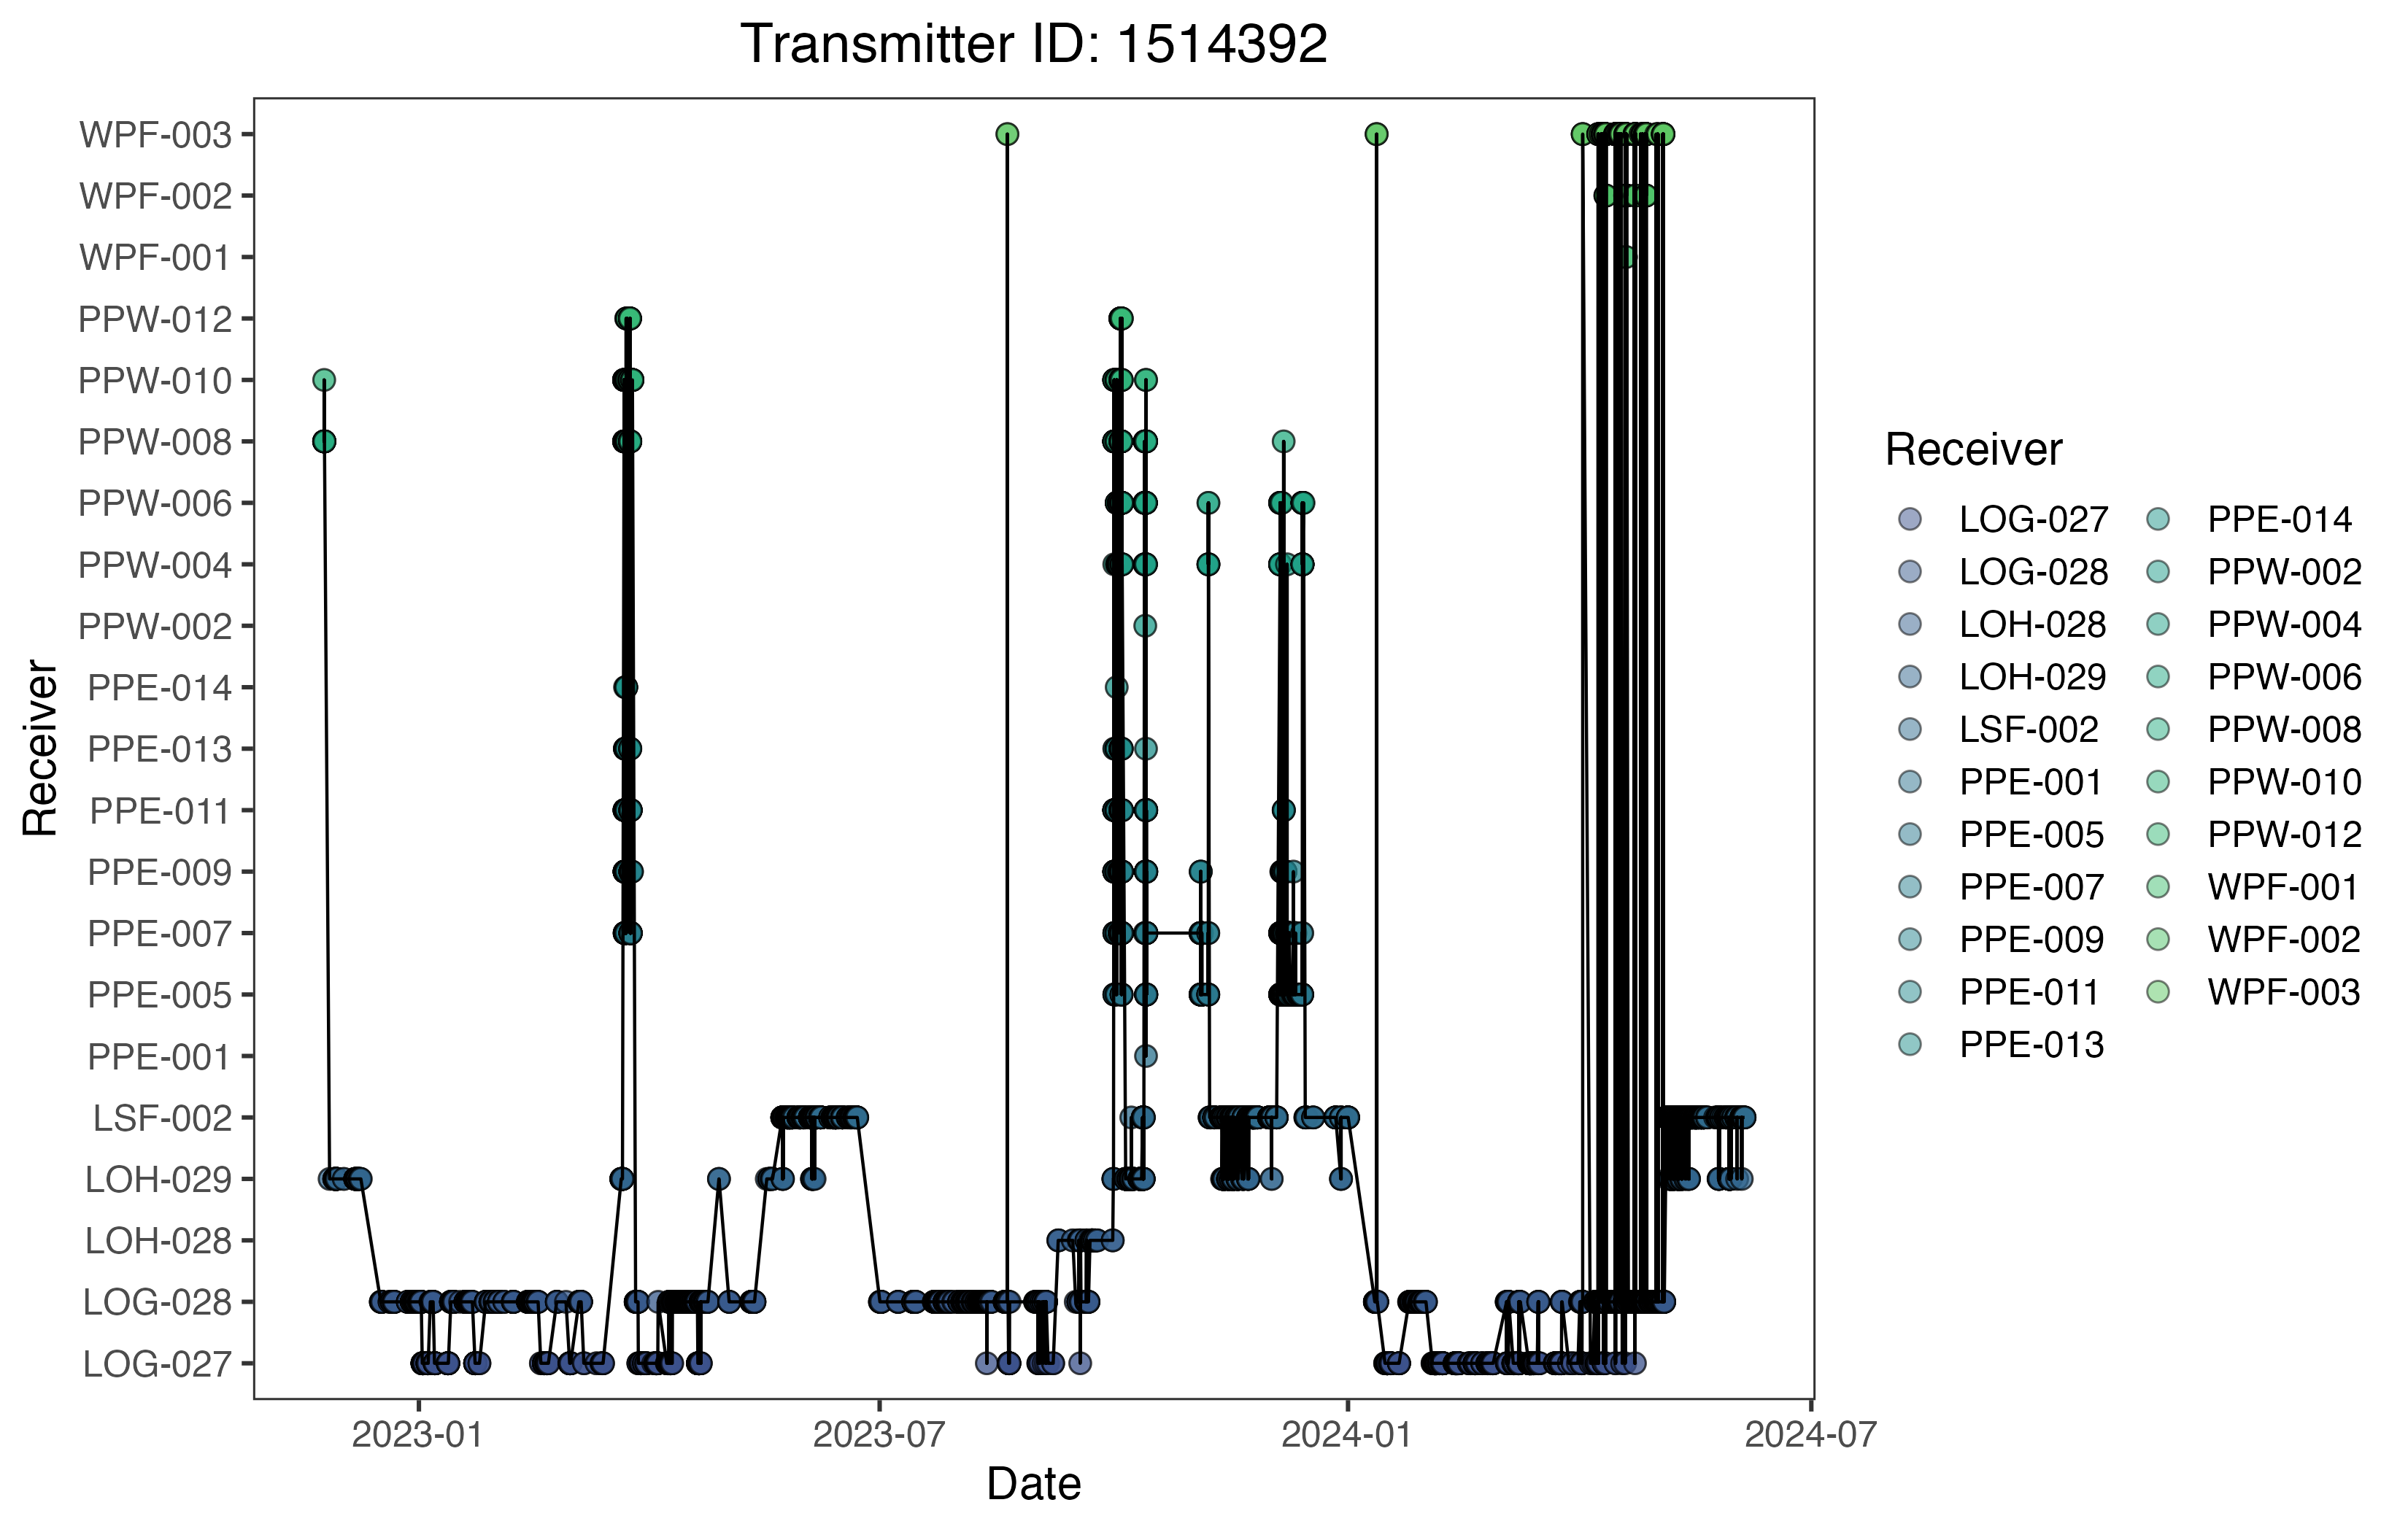 Transmitter ID: 1514392
Receiver
WPF-003
WPF-002
WPF-001
PPW-012
PPW-010
PPW-008
PPW-006
PPW-004
PPW-002
PPE-014
PPE-013
PPE-011
PPE-009
PPE-007
PPE-005
PPE-001
LSF-002
LOH-029
LOH-028
LOG-028
LOG-027
2023-01
2023-07
2024-01
2024-07
Date
Receiver
LOG-027
LOG-028
LOH-028
LOH-029
LSF-002
PPE-001
PPE-005
PPE-007
PPE-009
PPE-011
PPE-013
PPE-014
PPW-002
PPW-004
PPW-006
PPW-008
PPW-010
PPW-012
WPF-001
WPF-002
WPF-003